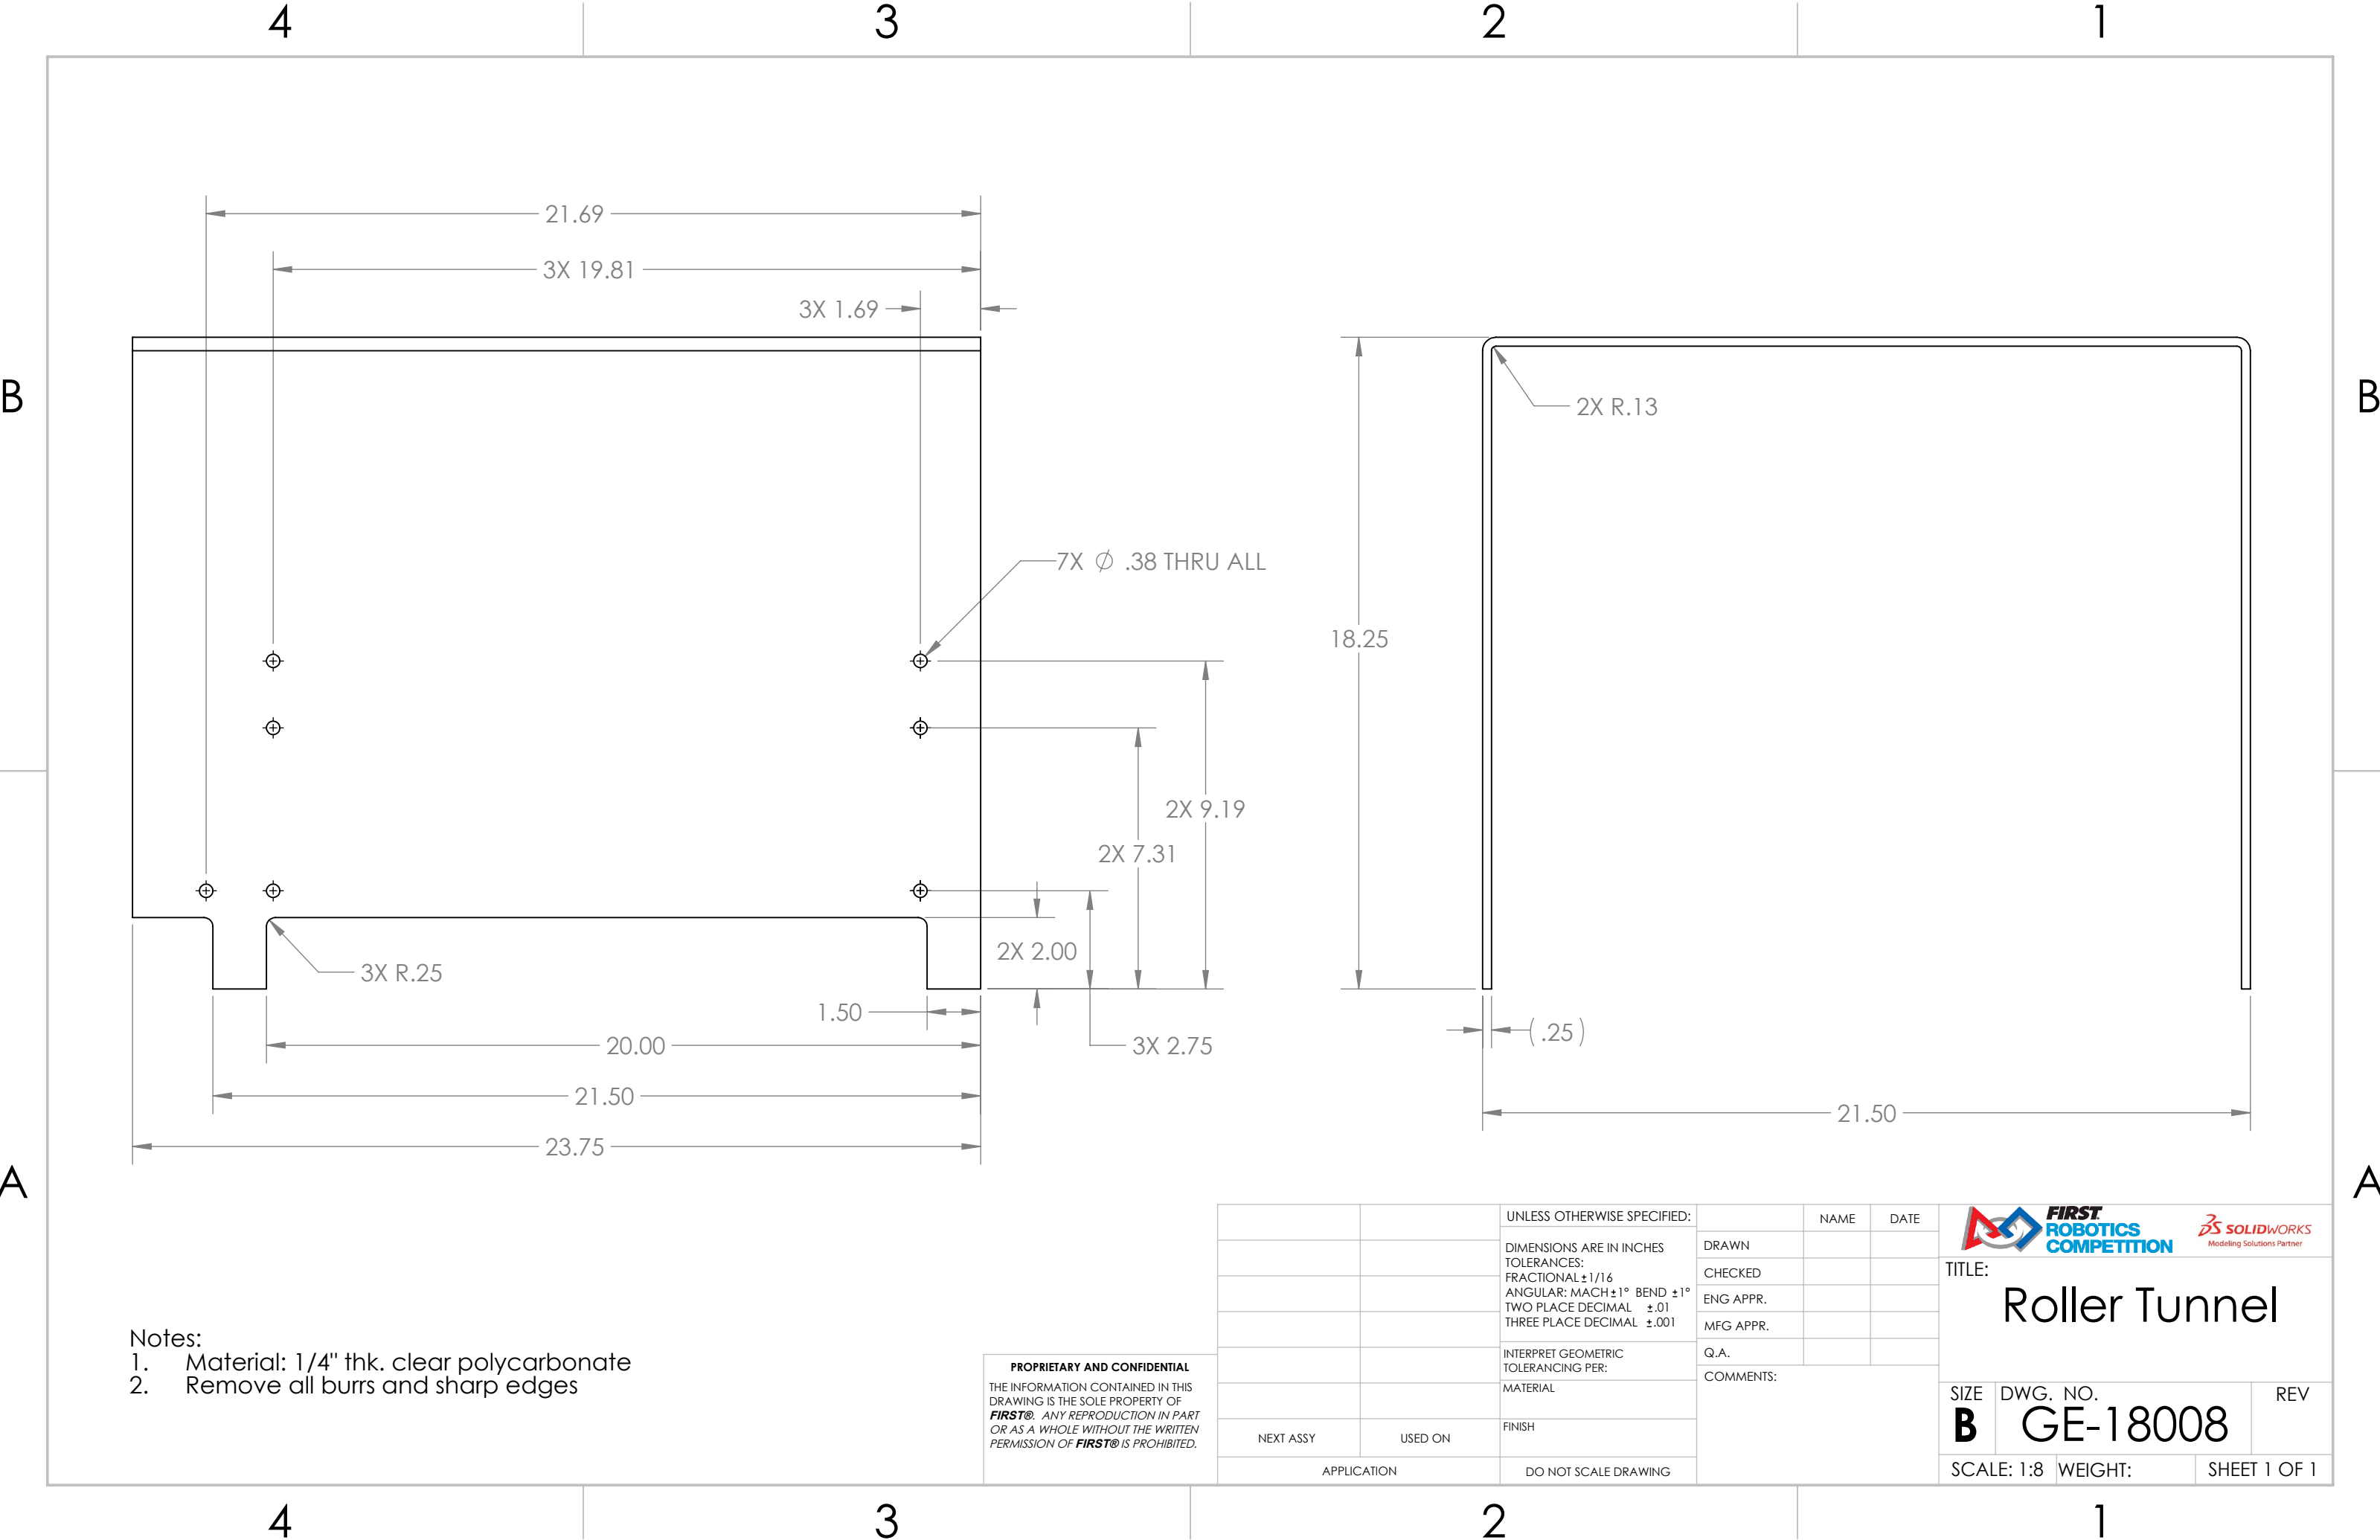 4 3 2 1
21.69
3X 19.81
3X 1.69
B B
2X R.13
7X Ø .38 THRU ALL
18.25
2X 9.19
2X 7.31
2X 2.00
3X R.25
1.50
3X 2.75
20.00
(.25)
21.50
21.50
23.75
A A
Notes:
1. Material: 1/4" thk. clear polycarbonate
2. Remove all burrs and sharp edges
PROPRIETARY AND CONFIDENTIAL
THE INFORMATION CONTAINED IN THIS
DRAWING IS THE SOLE PROPERTY OF
FIRST®. ANY REPRODUCTION IN PART
OR AS A WHOLE WITHOUT THE WRITTEN
PERMISSION OF FIRST® IS PROHIBITED.
NEXT ASSY USED ON
APPLICATION
UNLESS OTHERWISE SPECIFIED:
DIMENSIONS ARE IN INCHES
TOLERANCES:
FRACTIONAL ±1/16
ANGULAR: MACH ±1° BEND ±1°
TWO PLACE DECIMAL ±.01
THREE PLACE DECIMAL ±.001
INTERPRET GEOMETRIC
TOLERANCING PER:
MATERIAL
FINISH
DO NOT SCALE DRAWING
NAME DATE
DRAWN
CHECKED
ENG APPR.
MFG APPR.
Q.A.
COMMENTS:
FIRST®
ROBOTICS
COMPETITION
SOLIDWORKS
Modeling Solutions Partner
TITLE:
Roller Tunnel
SIZE DWG. NO. REV
B GE-18008
SCALE: 1:8 WEIGHT: SHEET 1 OF 1
4 3 2 1